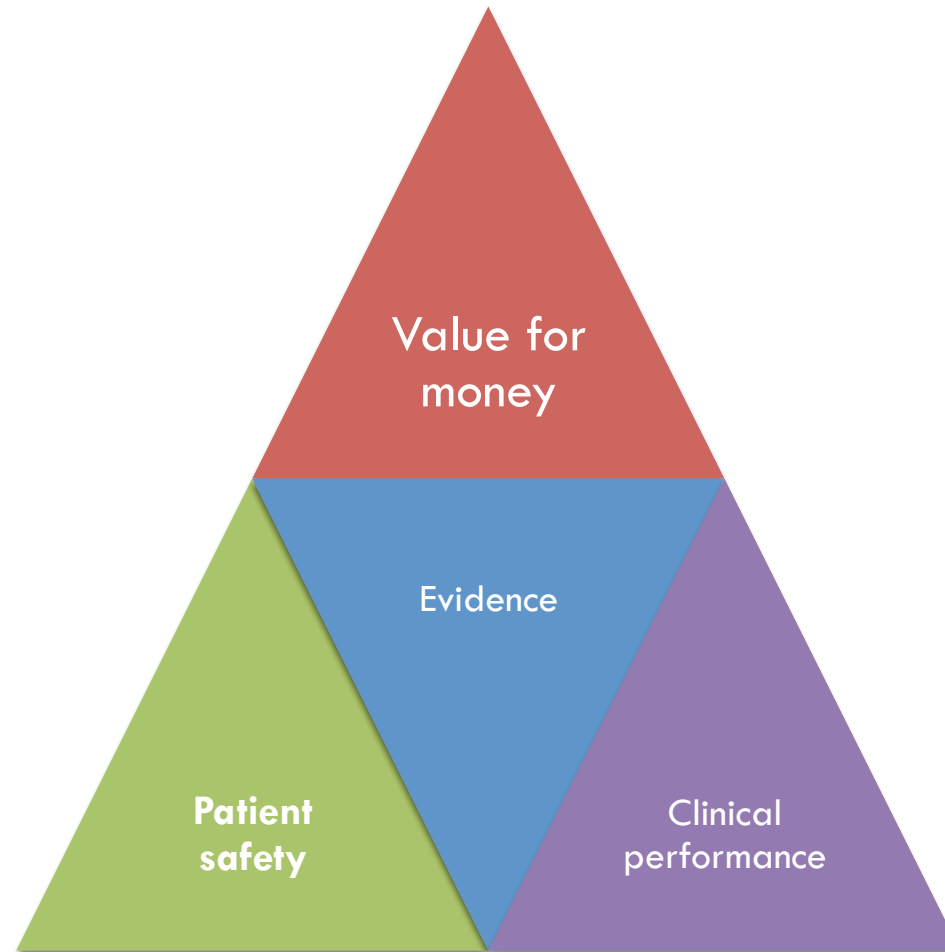 Value for
money
Evidence
Patient
safety
Clinical
performance